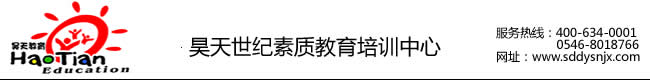 昊天教育
HaoTian
Education
昊天世纪素质教育培训中心
服务热线：400-634-0001
0546-8018766
网址：www.sddysnjx.com